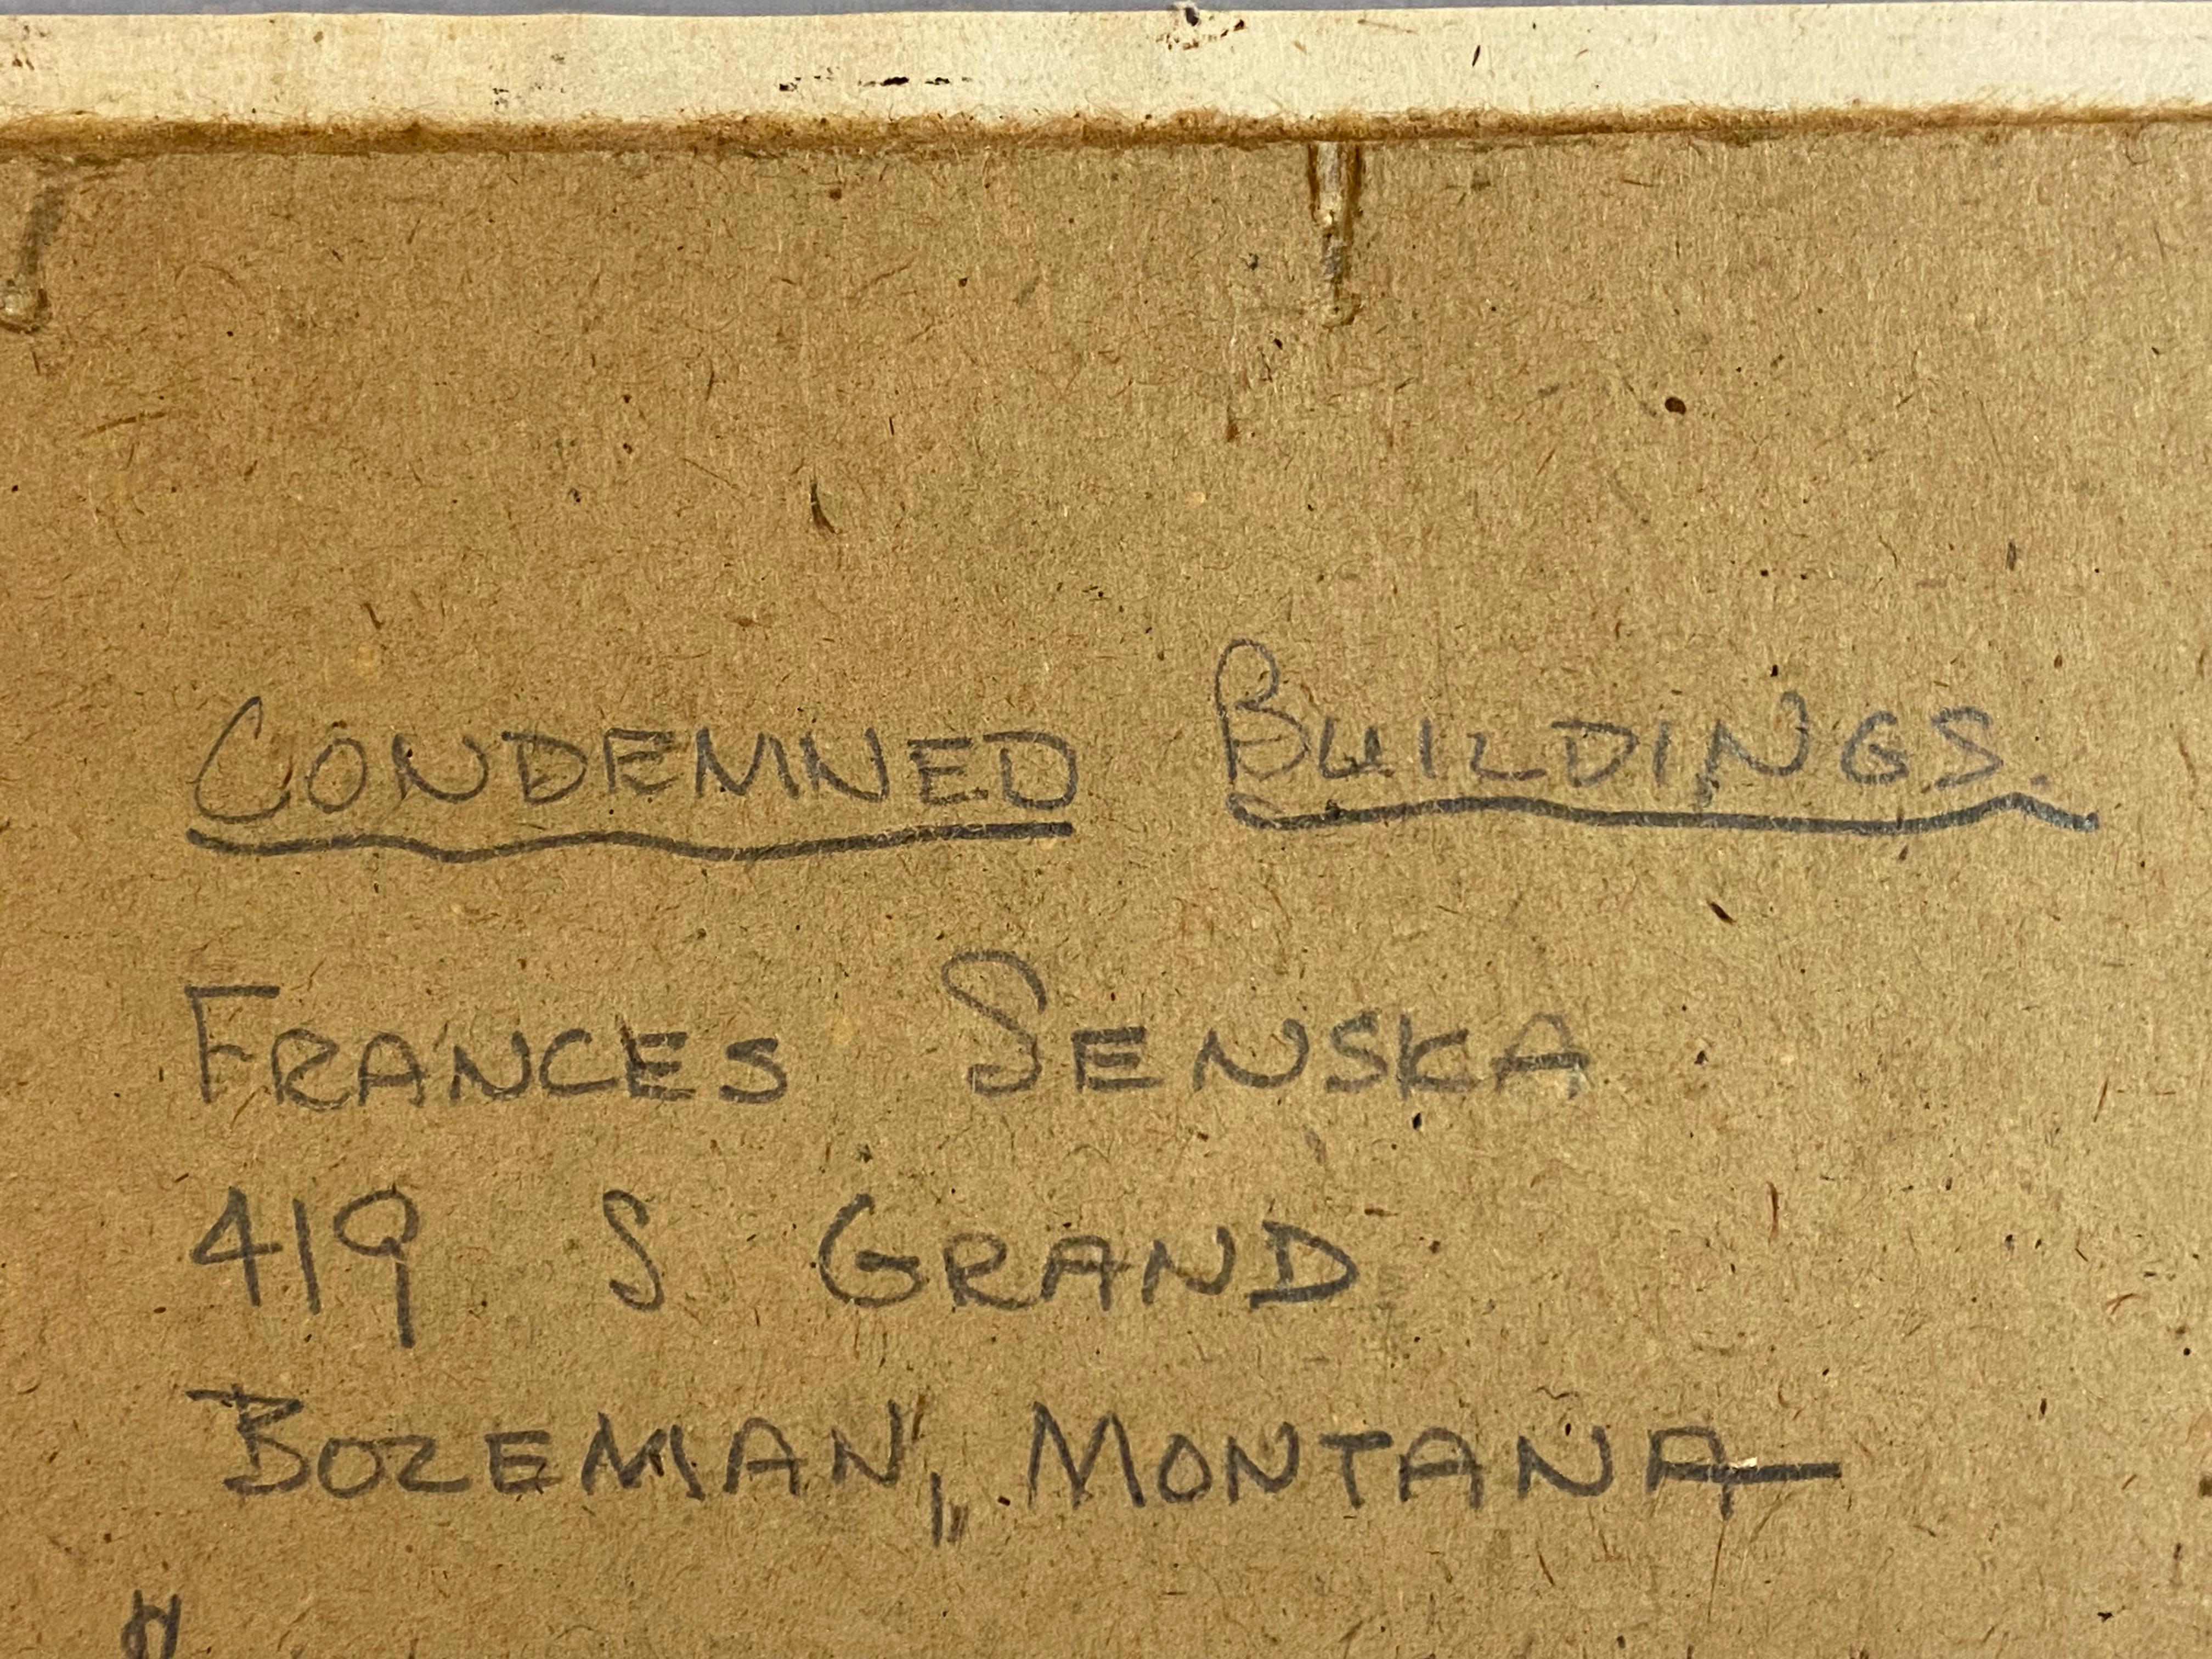 CONDEMNED BUILDINGS.
FRANCES SENSKA
419 S GRAND
BOZEMAN, MONTANA